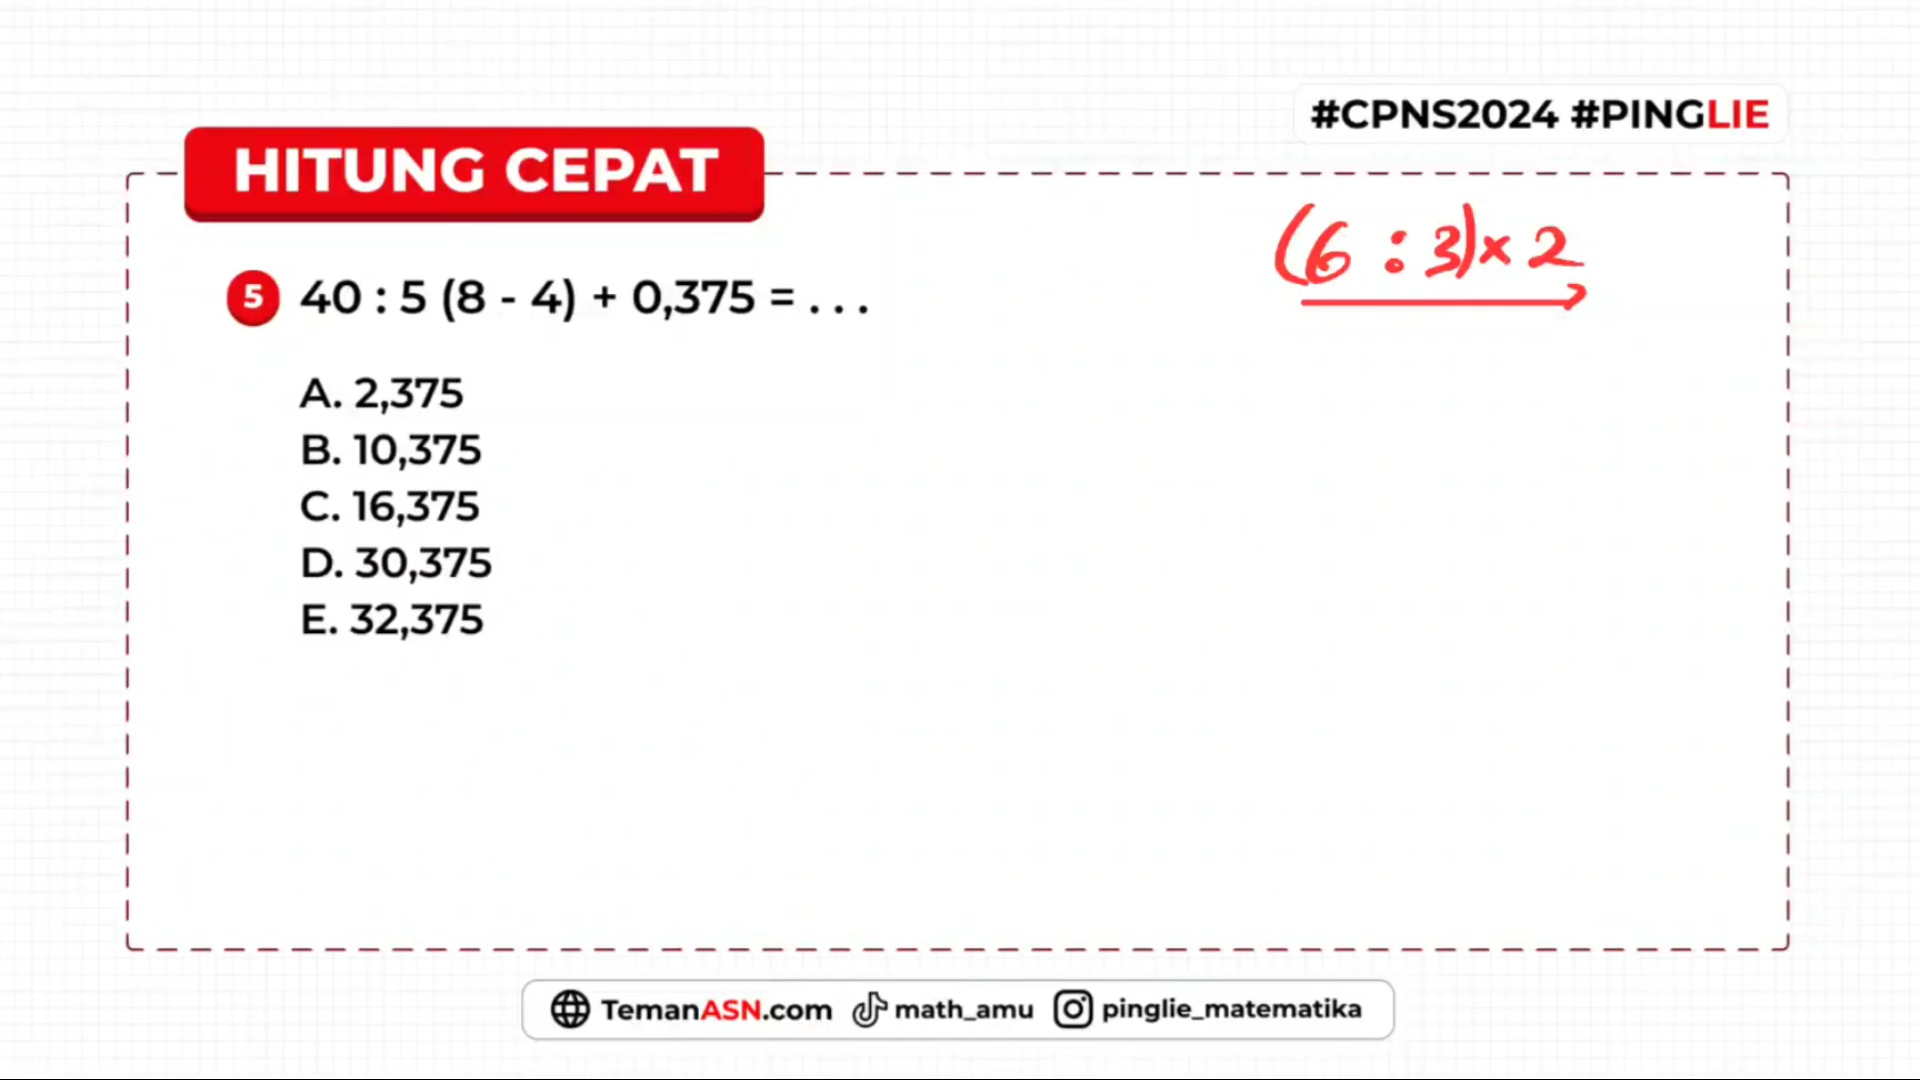 #CPNS2024 #PINGLIE
HITUNG CEPAT
(6 : 3) × 2
5 40 : 5 (8 - 4) + 0,375 = . . .
A. 2,375
B. 10,375
C. 16,375
D. 30,375
E. 32,375
TemanASN.com math_amu pinglie_matematika